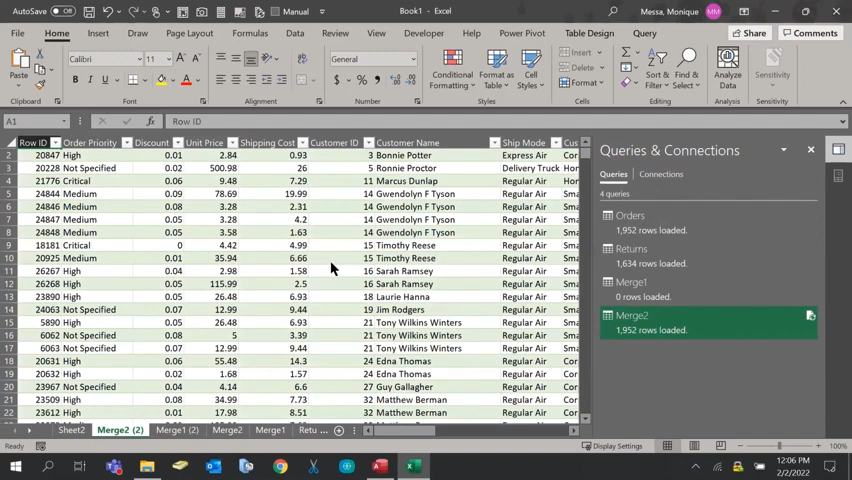 AutoSave Off Manual Book1 Messa, Monique MM
File Home Insert Draw Page Layout Formulas Data Review View Developer Help Power Pivot Table Design Query Share Comments
Paste Calibri 11 A A B I U A General $ % Conditional Formatting Format as Table Cell Styles Insert Delete Format Sort & Filter Find & Select Analyze Data Sensitivity
Clipboard Font Alignment Number Styles Cells Editing Analysis Sensitivity
A1 fx Row ID
Row ID Order Priority Discount Unit Price Shipping Cost Customer ID Customer Name Ship Mode Cus
2 20847 High 0.01 2.84 0.93 3 Bonnie Potter Express Air Cor
3 20228 Not Specified 0.02 500.98 26 5 Ronnie Proctor Delivery Truck Hor
4 21776 Critical 0.06 9.48 7.29 11 Marcus Dunlap Regular Air Hor
5 24844 Medium 0.09 78.69 19.99 14 Gwendolyn F Tyson Regular Air Sma
6 24846 Medium 0.08 3.28 2.31 14 Gwendolyn F Tyson Regular Air Sma
7 24847 Medium 0.05 3.28 4.2 14 Gwendolyn F Tyson Regular Air Sma
8 24848 Medium 0.05 3.58 1.63 14 Gwendolyn F Tyson Regular Air Sma
9 18181 Critical 0 4.42 4.99 15 Timothy Reese Regular Air Sma
10 20925 Medium 0.01 35.94 6.66 15 Timothy Reese Regular Air Sma
11 26267 High 0.04 2.98 1.58 16 Sarah Ramsey Regular Air Sma
12 26268 High 0.05 115.99 2.5 16 Sarah Ramsey Regular Air Sma
13 23890 High 0.05 26.48 6.93 18 Laurie Hanna Regular Air Sma
14 24063 Not Specified 0.07 12.99 9.44 19 Jim Rodgers Regular Air Sma
15 5890 High 0.05 26.48 6.93 21 Tony Wilkins Winters Regular Air Sma
16 6062 Not Specified 0.08 5 3.39 21 Tony Wilkins Winters Regular Air Sma
17 6063 Not Specified 0.07 12.99 9.44 21 Tony Wilkins Winters Regular Air Sma
18 20631 High 0.06 55.48 14.3 24 Edna Thomas Regular Air Cor
19 20632 High 0.02 1.68 1.57 24 Edna Thomas Regular Air Cor
20 23967 Not Specified 0.04 4.14 6.6 27 Guy Gallagher Regular Air Cor
21 23509 High 0.08 34.99 7.73 32 Matthew Berman Regular Air Cor
22 23612 High 0.01 17.98 8.51 32 Matthew Berman Regular Air Cor
Sheet2 Merge2 (2) Merge1 (2) Merge2 Merge1 Retu ...
Queries & Connections
Queries Connections
4 queries
Orders
1,952 rows loaded.
Returns
1,634 rows loaded.
Merge1
0 rows loaded.
Merge2
1,952 rows loaded.
Ready Display Settings 100%
12:06 PM
2/2/2022